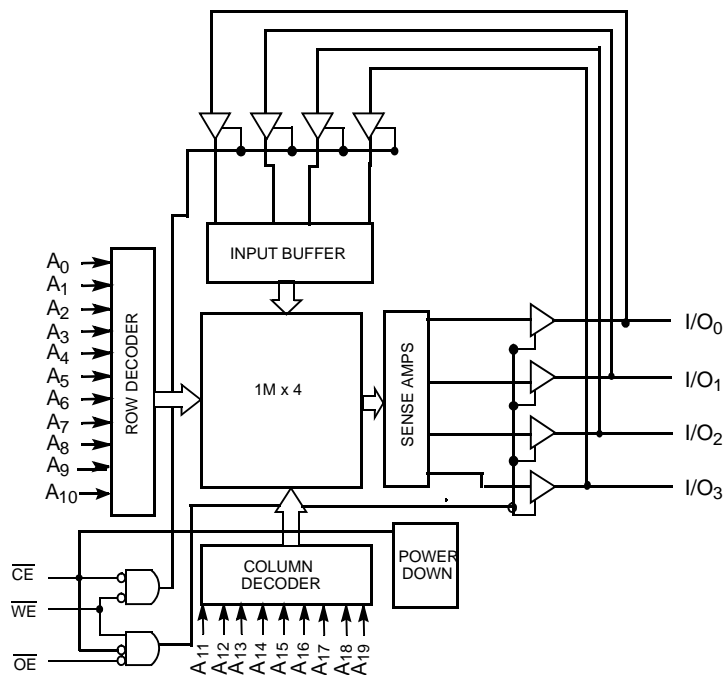 INPUT BUFFER
A0
A1
A2
A3
A4
A5
A6
A7
A8
A9
A10
ROW DECODER
1M x 4
SENSE AMPS
I/O0
I/O1
I/O2
I/O3
COLUMN
DECODER
POWER
DOWN
CE
WE
OE
A11
A12
A13
A14
A15
A16
A17
A18
A19